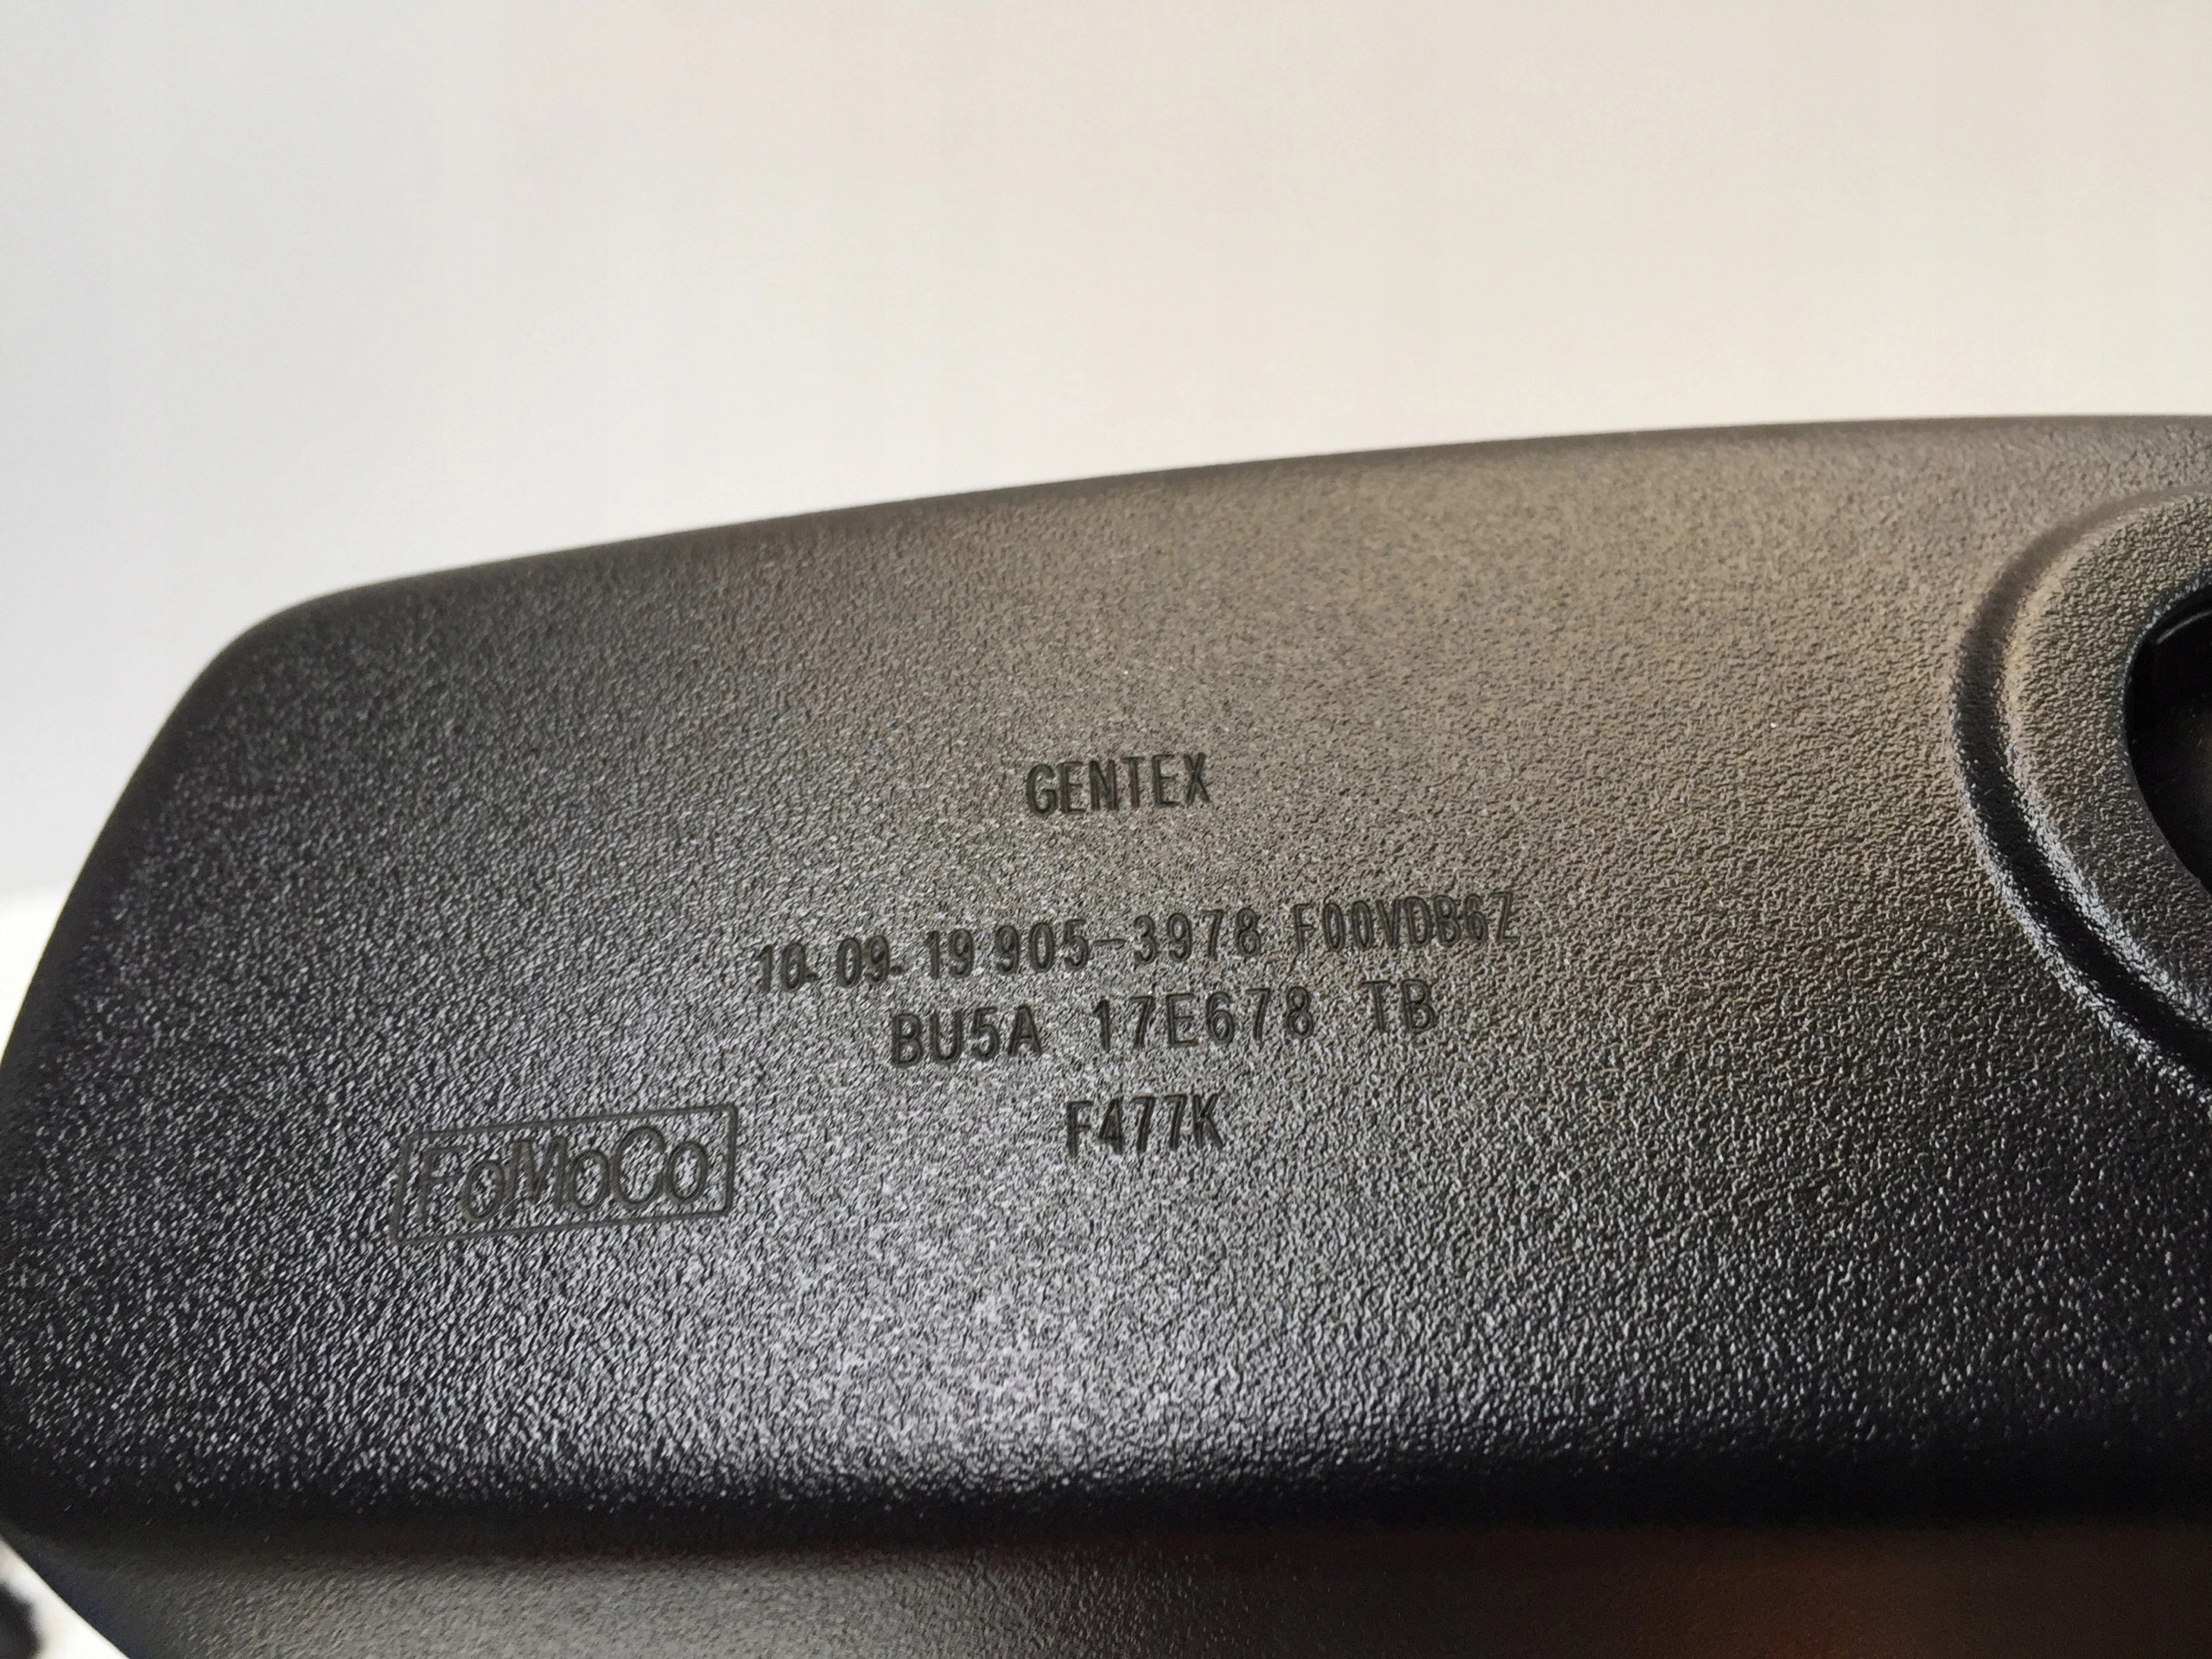 GENTEX
10-09-19 905-3978 F00VDB6Z
BU5A 17E678 TB
F477K
FoMoCo